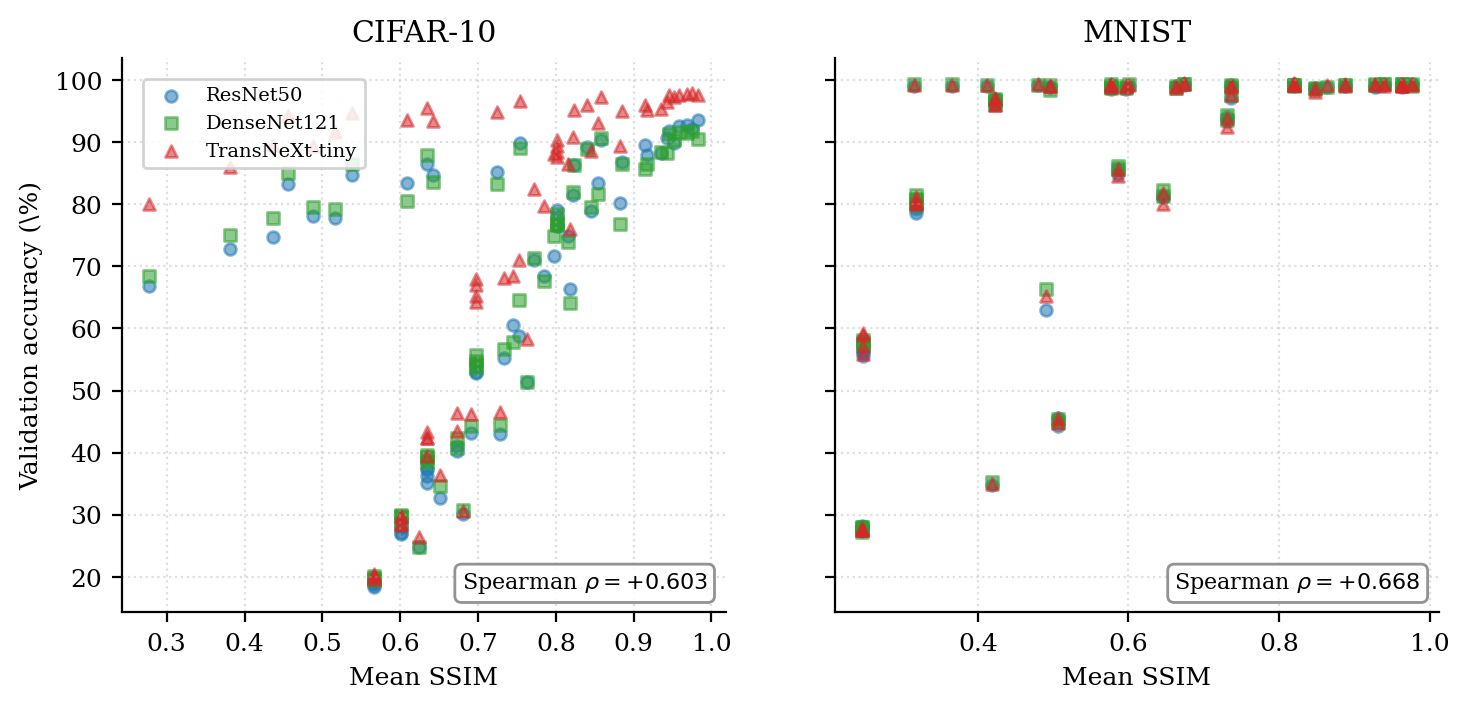 CIFAR-10
MNIST
ResNet50
DenseNet121
TransNeXt-tiny
Validation accuracy (\%)
100
90
80
70
60
50
40
30
20
Spearman ρ = +0.603
Spearman ρ = +0.668
0.3 0.4 0.5 0.6 0.7 0.8 0.9 1.0
0.4 0.6 0.8 1.0
Mean SSIM
Mean SSIM